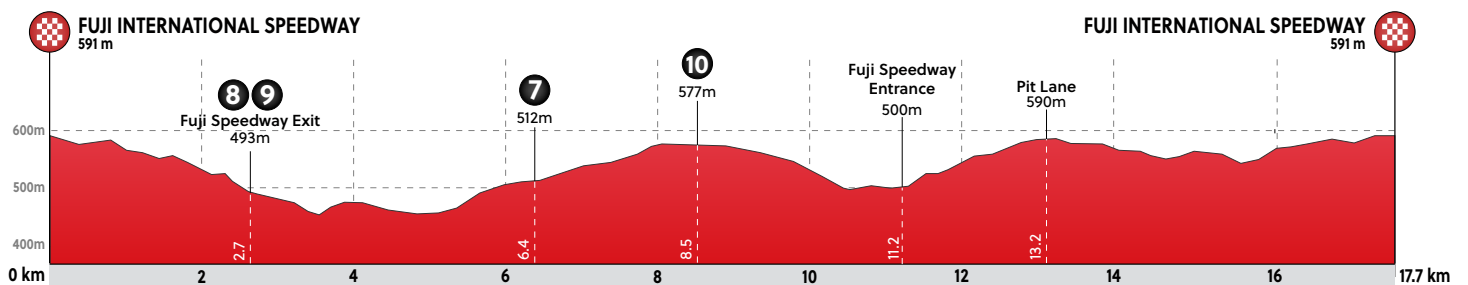 FUJI INTERNATIONAL SPEEDWAY
591 m
FUJI INTERNATIONAL SPEEDWAY
591 m
8 9
Fuji Speedway Exit
493m
7
512m
10
577m
Fuji Speedway
Entrance
500m
Pit Lane
590m
600m
500m
400m
2.7
6.4
8.5
11.2
13.2
0 km
2
4
6
8
10
12
14
16
17.7 km